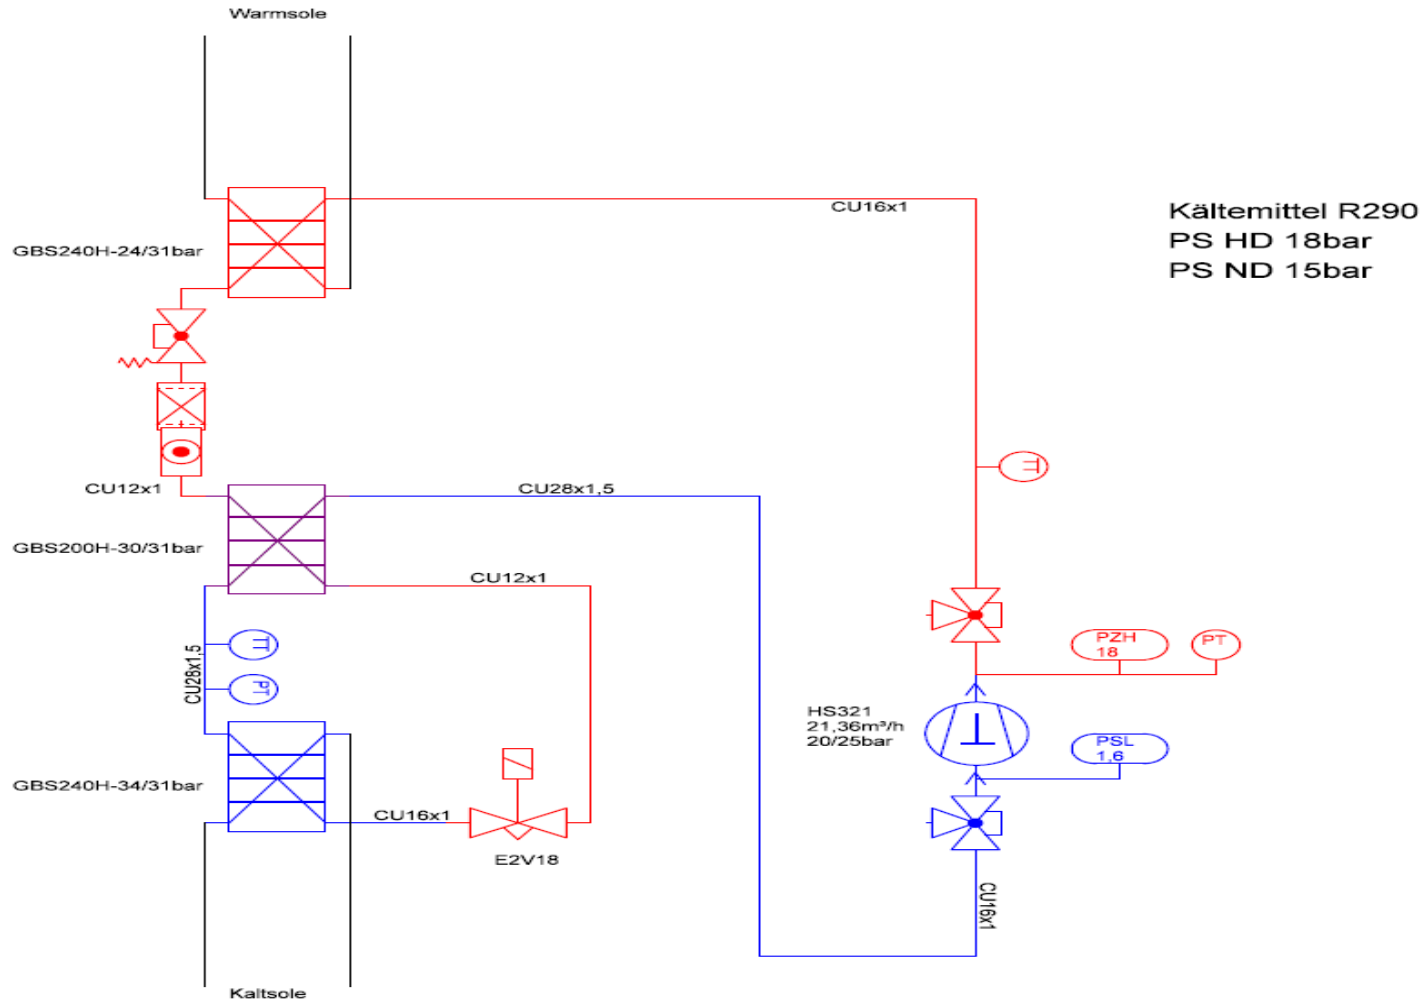 Warmsole
CU16x1
Kältemittel R290
PS HD 18bar
PS ND 15bar
GBS240H-24/31bar
TT
CU12x1
CU28x1,5
GBS200H-30/31bar
CU12x1
TT
CU28x1,5
PT
PZH
18
PT
HS321
21,36m³/h
20/25bar
PSL
1,6
GBS240H-34/31bar
CU16x1
E2V18
CU16x1
Kaltsole